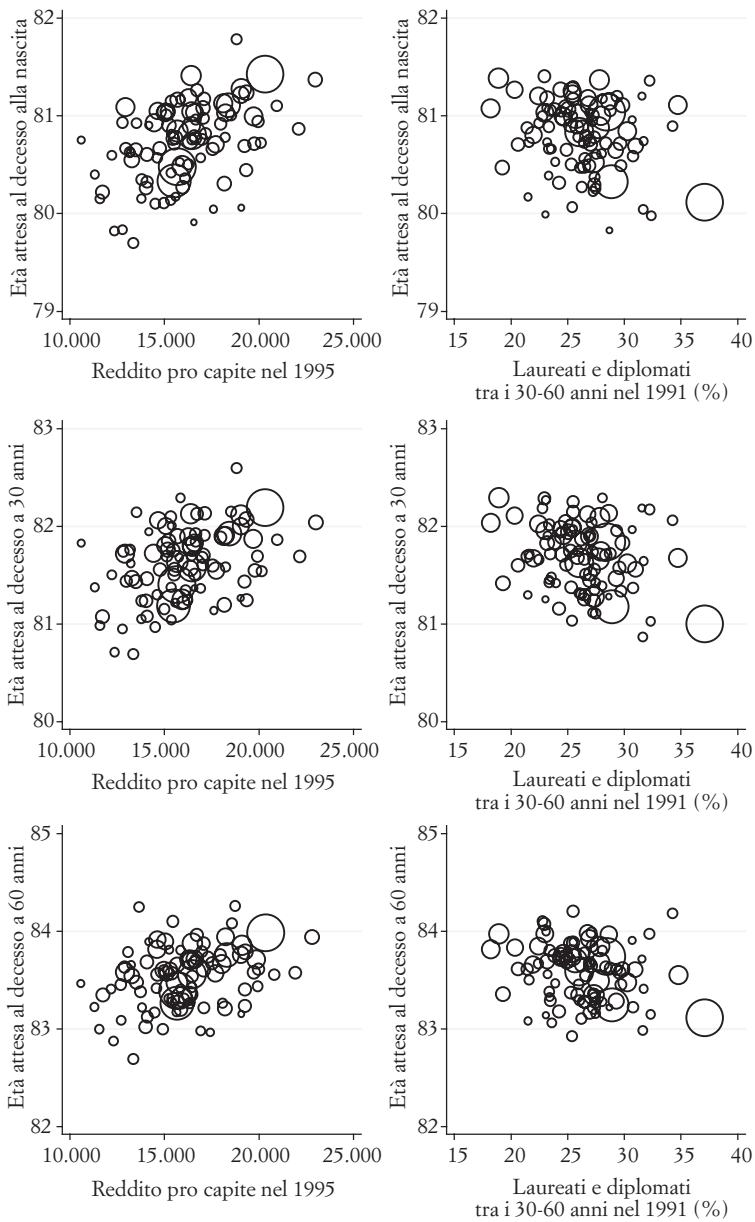 Età attesa al decesso alla nascita
82
81
80
79
10.000 15.000 20.000 25.000
Reddito pro capite nel 1995
Età attesa al decesso alla nascita
82
81
80
79
15 20 25 30 35 40
Laureati e diplomati
tra i 30-60 anni nel 1991 (%)
Età attesa al decesso a 30 anni
83
82
81
80
10.000 15.000 20.000 25.000
Reddito pro capite nel 1995
Età attesa al decesso a 30 anni
83
82
81
80
15 20 25 30 35 40
Laureati e diplomati
tra i 30-60 anni nel 1991 (%)
Età attesa al decesso a 60 anni
85
84
83
82
10.000 15.000 20.000 25.000
Reddito pro capite nel 1995
Età attesa al decesso a 60 anni
85
84
83
82
15 20 25 30 35 40
Laureati e diplomati
tra i 30-60 anni nel 1991 (%)